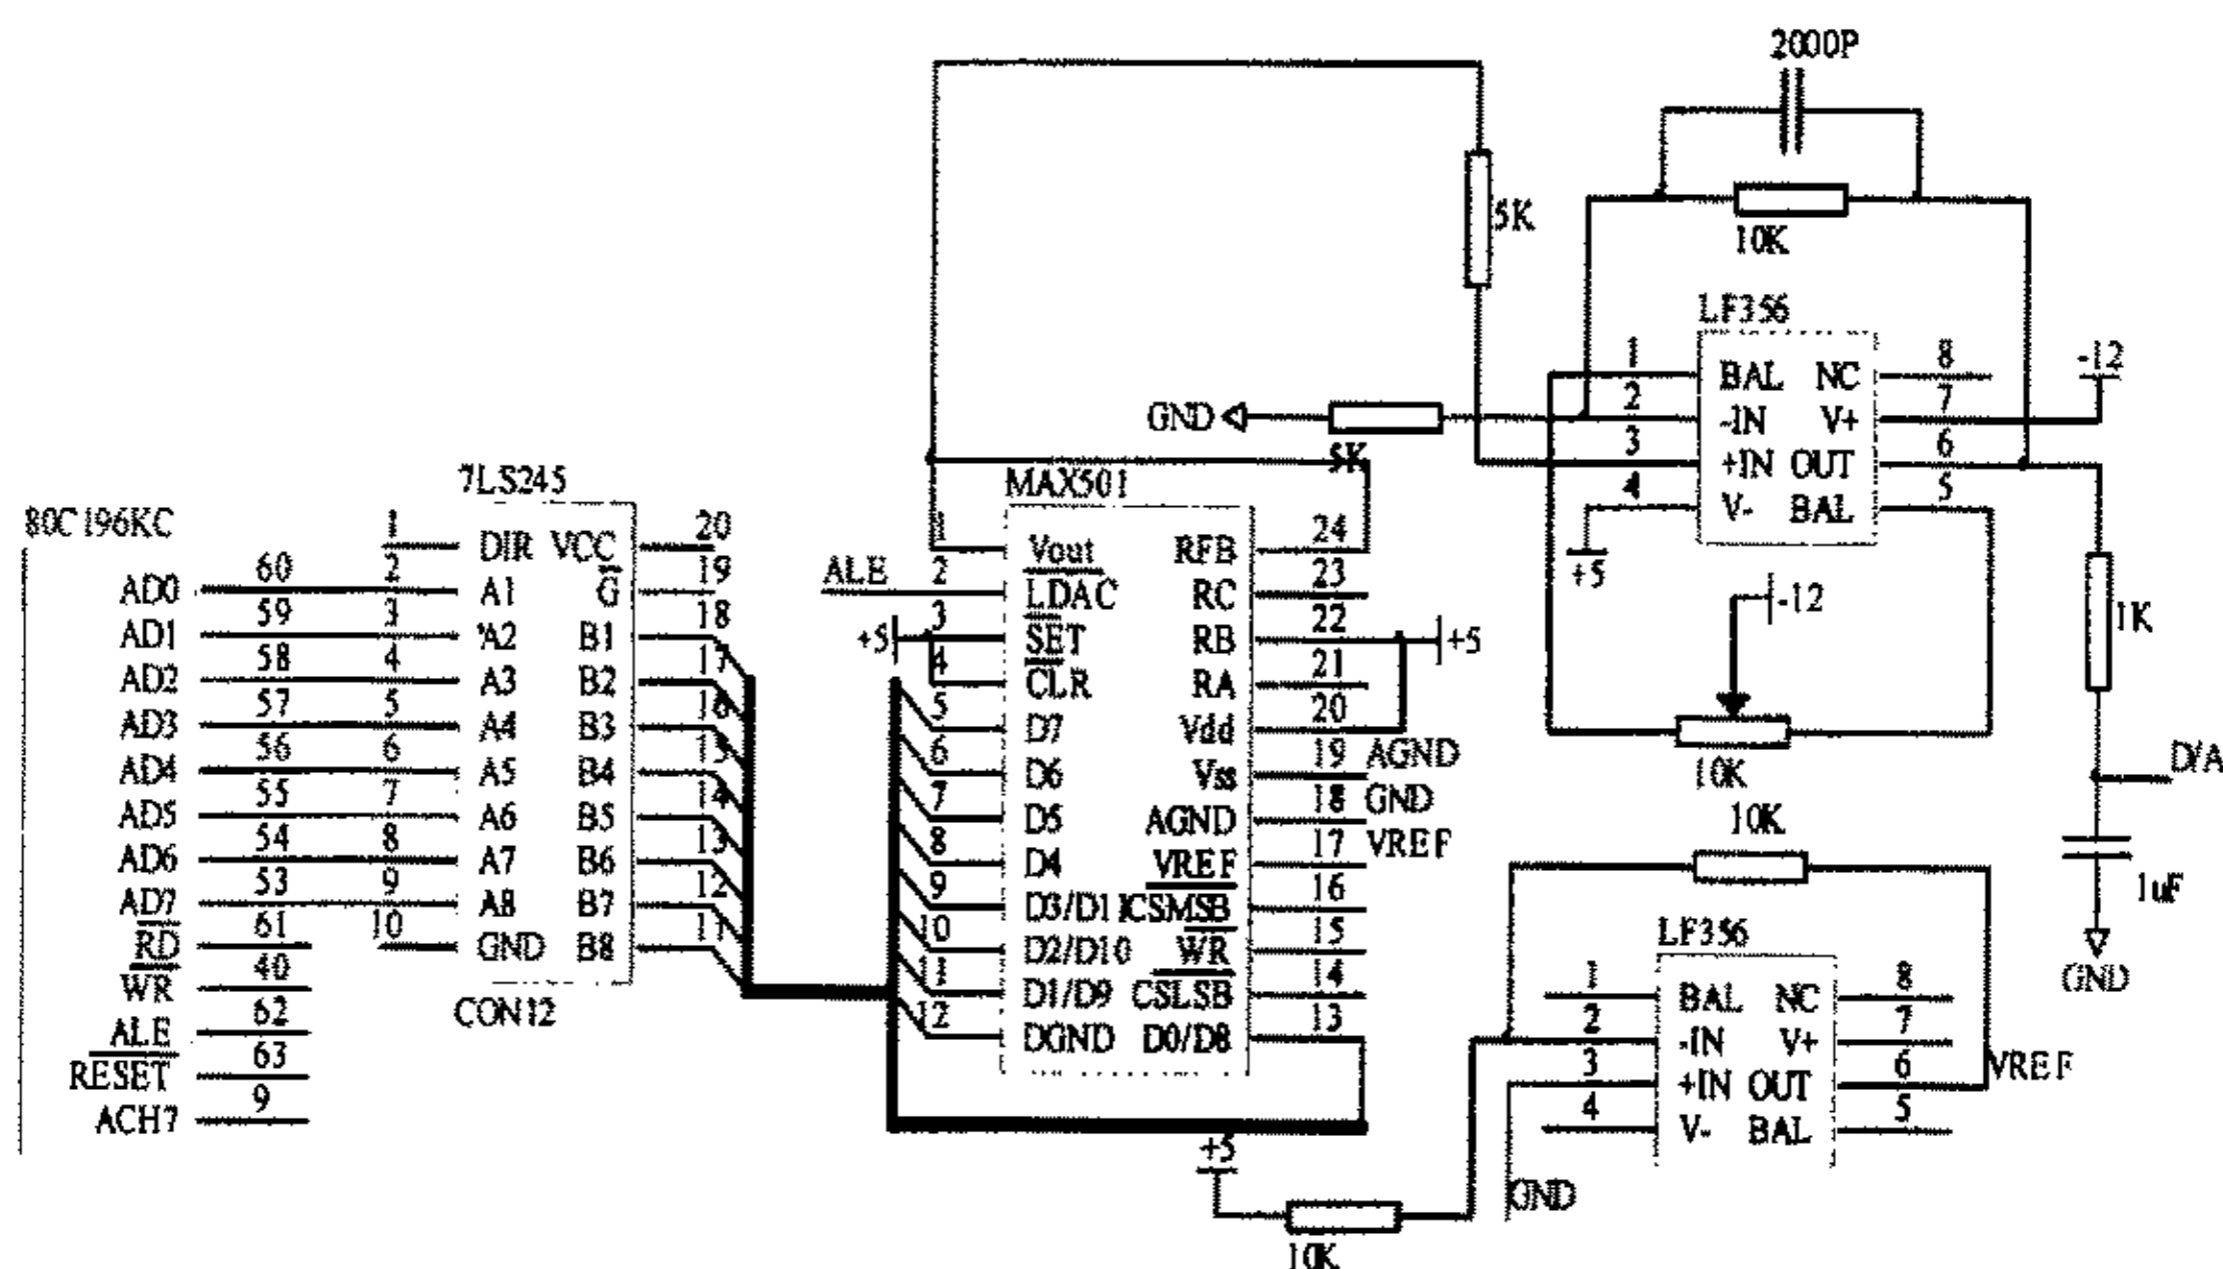 2000P
5K
10K
LF356
1 BAL NC 8 -12
2 -IN V+ 7
3 +IN OUT 6
4 V- BAL 5
GND
5K
+5
-12
1K
10K
D/A
1uF
GND
80C196KC
AD0 60
AD1 59
AD2 58
AD3 57
AD4 56
AD5 55
AD6 54
AD7 53
RD 61
WR 40
ALE 62
RESET 63
ACH7 9
7LS245
1 DIR VCC 20
2 A1 G 19
3 A2 B1 18
4 A3 B2 17
5 A4 B3 16
6 A5 B4 15
7 A6 B5 14
8 A7 B6 13
9 A8 B7 12
10 GND B8 11
CON12
MAX501
1 Vout RFB 24
ALE 2 LDAC RC 23
+5 3 SET RB 22 +5
4 CLR RA 21
5 D7 Vdd 20
6 D6 Vss 19 AGND
7 D5 AGND 18 GND
8 D4 VREF 17 VREF
9 D3/D11 CSMSB 16
10 D2/D10 WR 15
11 D1/D9 CSLSB 14
12 DGND D0/D8 13
10K
LF356
1 BAL NC 8
2 -IN V+ 7
3 +IN OUT 6 VREF
4 V- BAL 5
GND
+5
10K